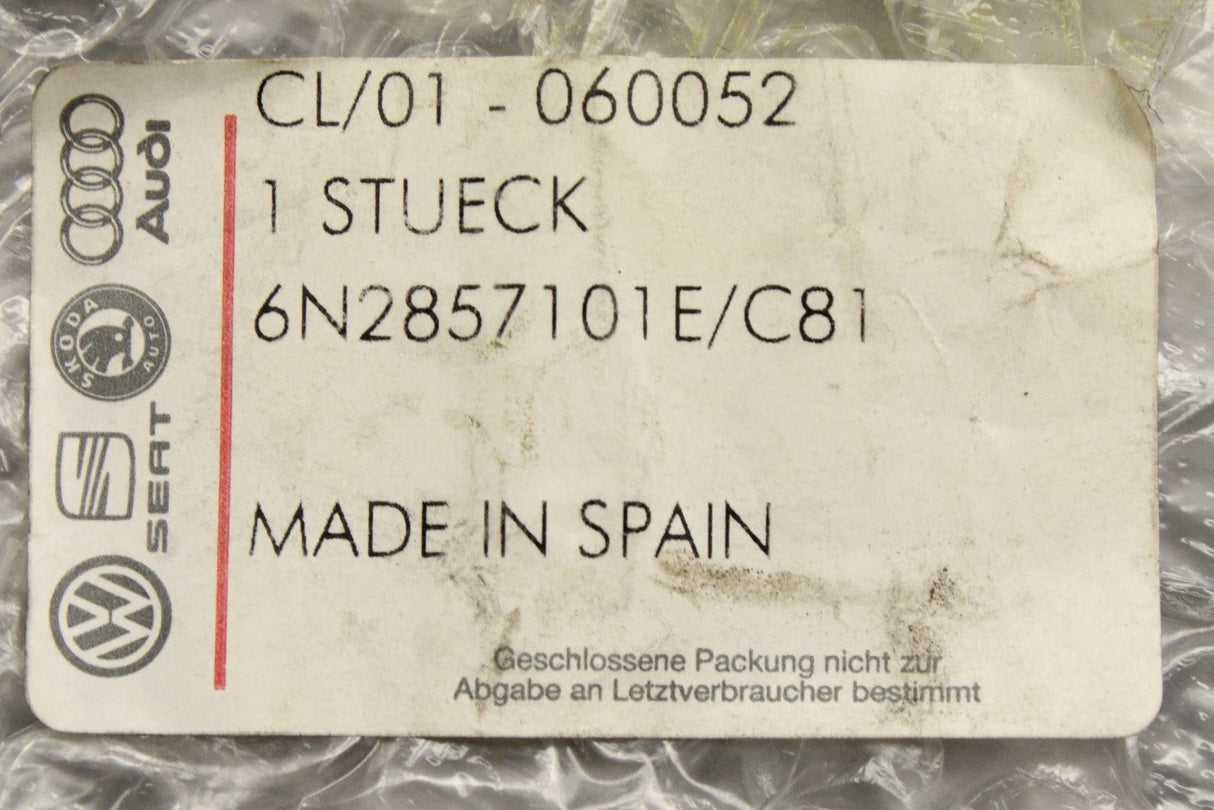 CL/01 - 060052
1 STUECK
6N2857101E/C81
MADE IN SPAIN
Geschlossene Packung nicht zur
Abgabe an Letztverbraucher bestimmt
Audi
SKODA
AUTO
SEAT